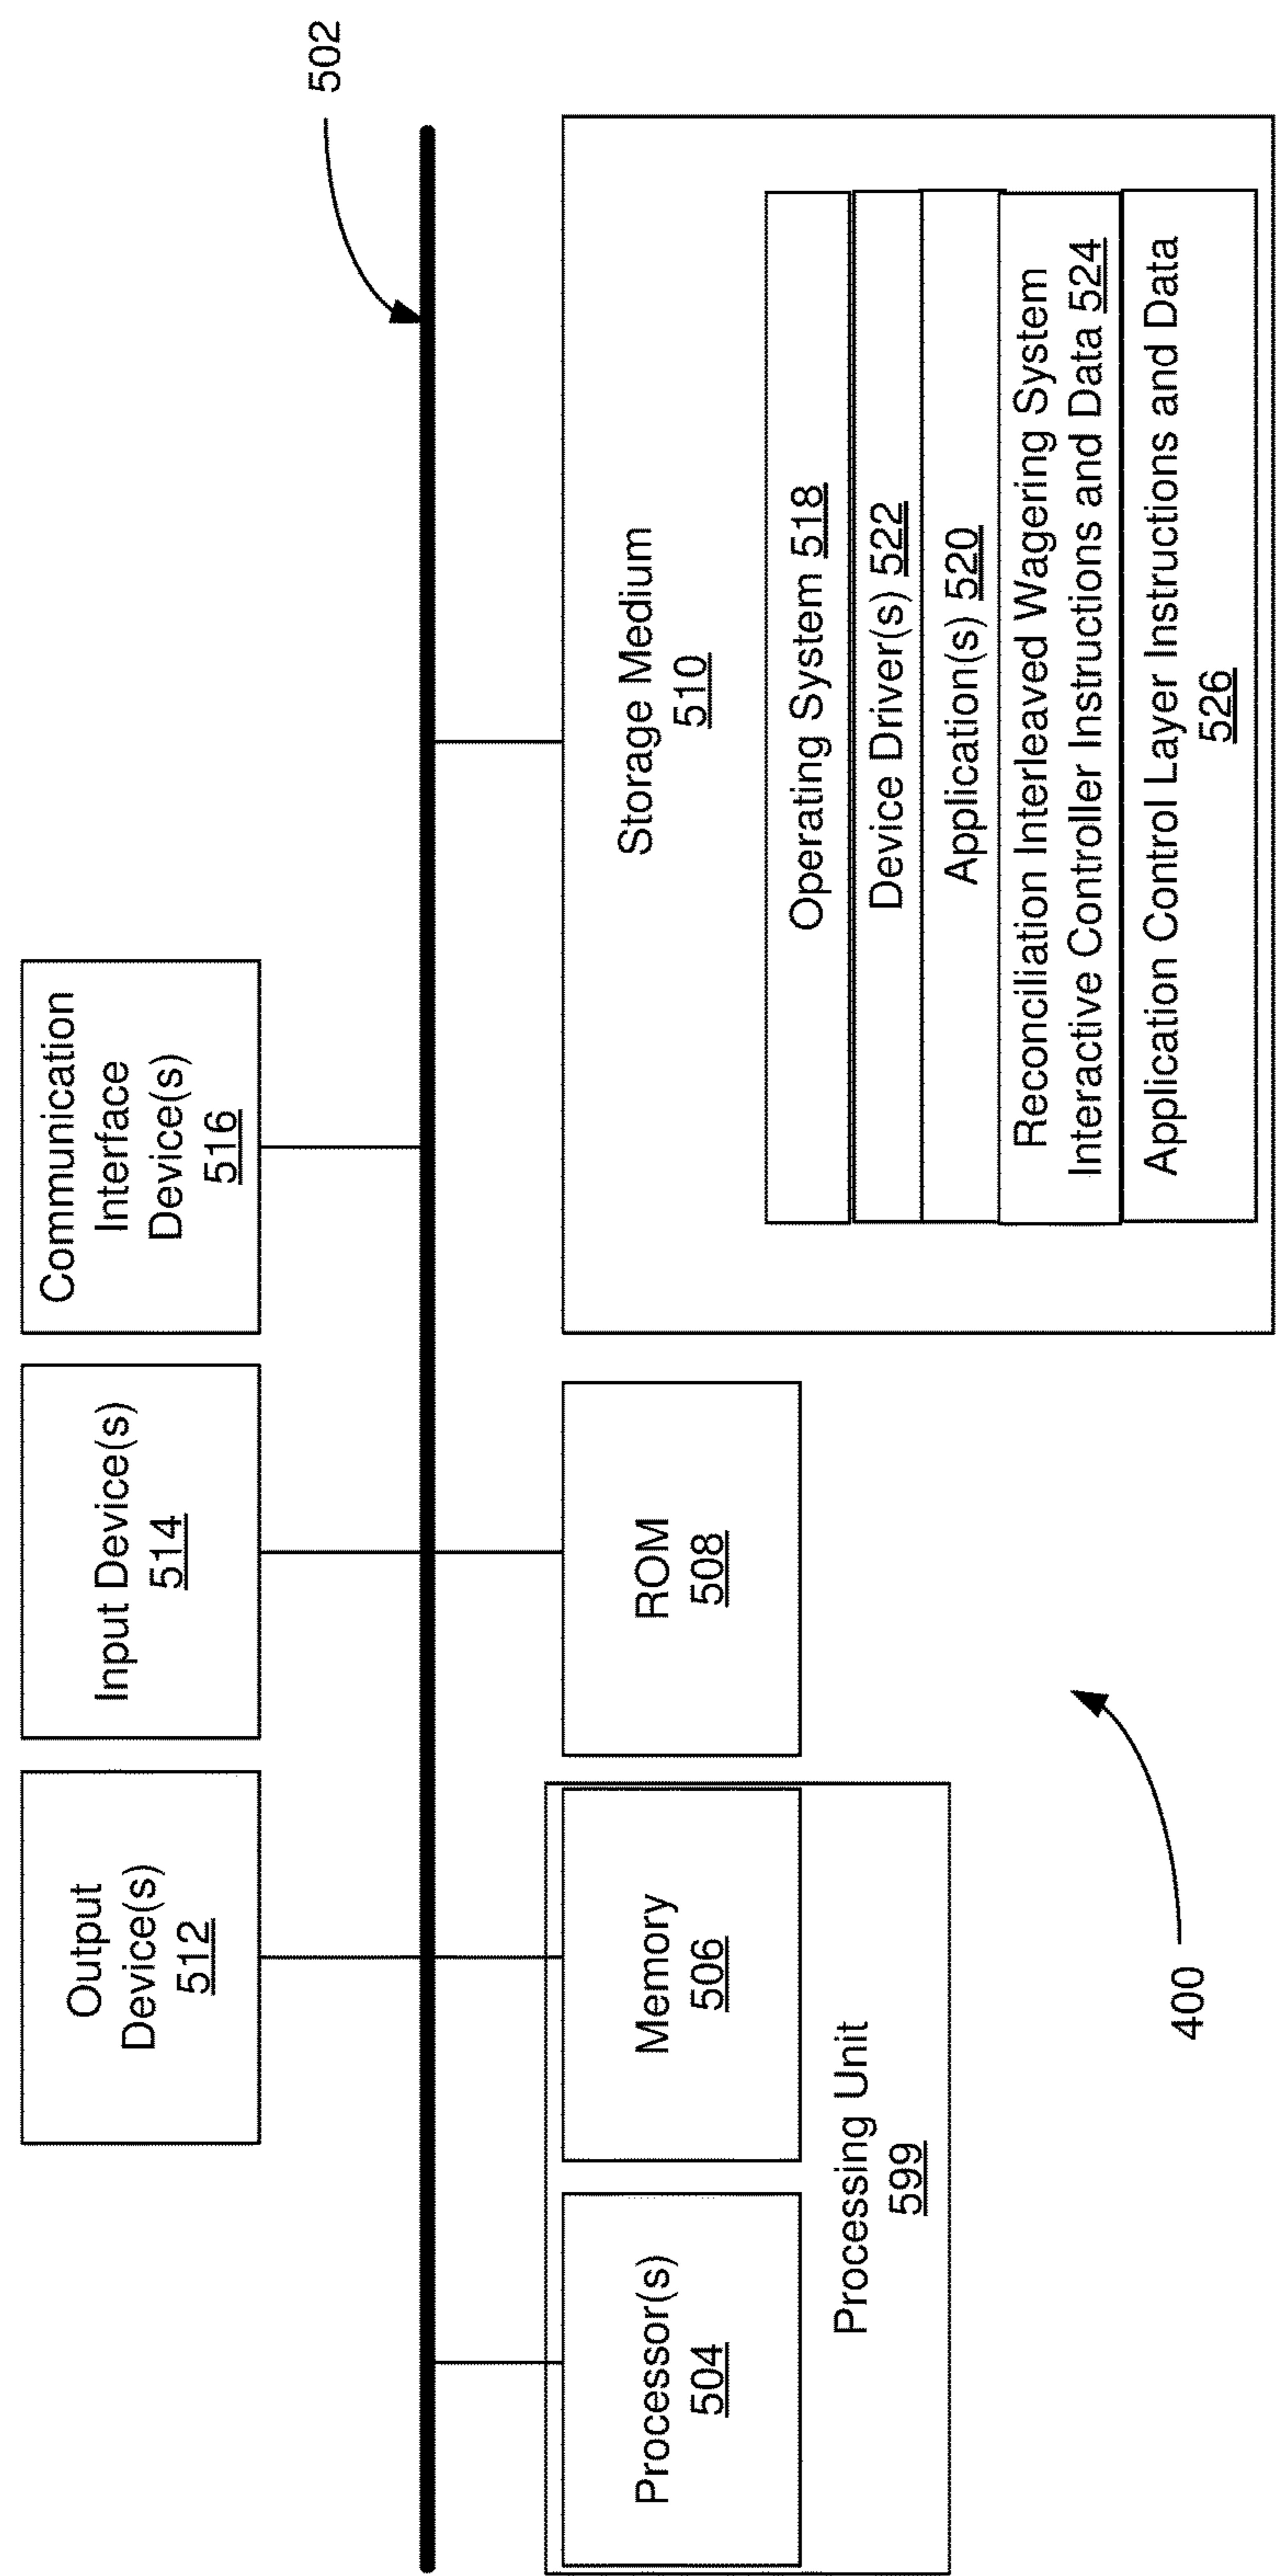 502
Output
Device(s)
512
Input Device(s)
514
Communication
Interface
Device(s)
516
Processor(s)
504
Memory
506
Processing Unit
599
ROM
508
Storage Medium
510
Operating System 518
Device Driver(s) 522
Application(s) 520
Reconciliation Interleaved Wagering System
Interactive Controller Instructions and Data 524
Application Control Layer Instructions and Data
526
400